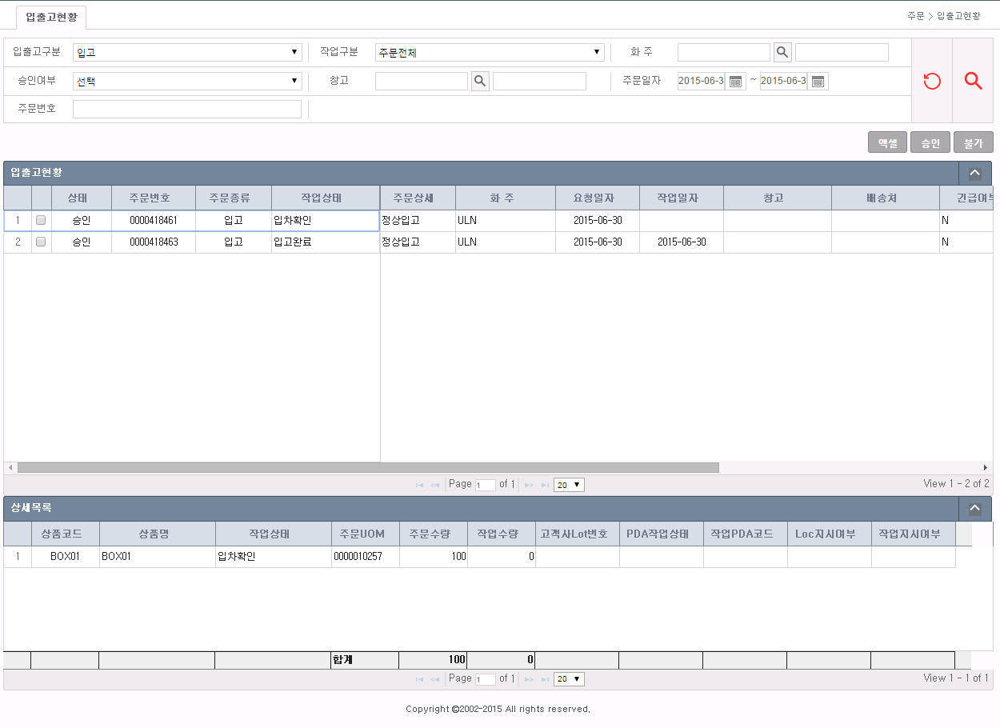 입출고현황
주문 > 입출고현황
입출고구분 입고 작업구분 주문전체 화 주
승인여부 선택 창고 주문일자 2015-06-3 ~ 2015-06-3
주문번호
엑셀 승인 불가
입출고현황
상태 주문번호 주문종류 작업상태 주문상세 화 주 요청일자 작업일자 창고 배송처 긴급여부
1 승인 0000418461 입고 입차확인 정상입고 ULN 2015-06-30 N
2 승인 0000418463 입고 입고완료 정상입고 ULN 2015-06-30 2015-06-30 N
Page 1 of 1 20 View 1 - 2 of 2
상세목록
상품코드 상품명 작업상태 주문UOM 주문수량 작업수량 고객사Lot번호 PDA작업상태 작업PDA코드 Loc지시여부 작업지시여부
1 BOX01 BOX01 입차확인 0000010257 100 0
합계 100 0
Page 1 of 1 20 View 1 - 1 of 1
Copyright ©2002-2015 All rights reserved.